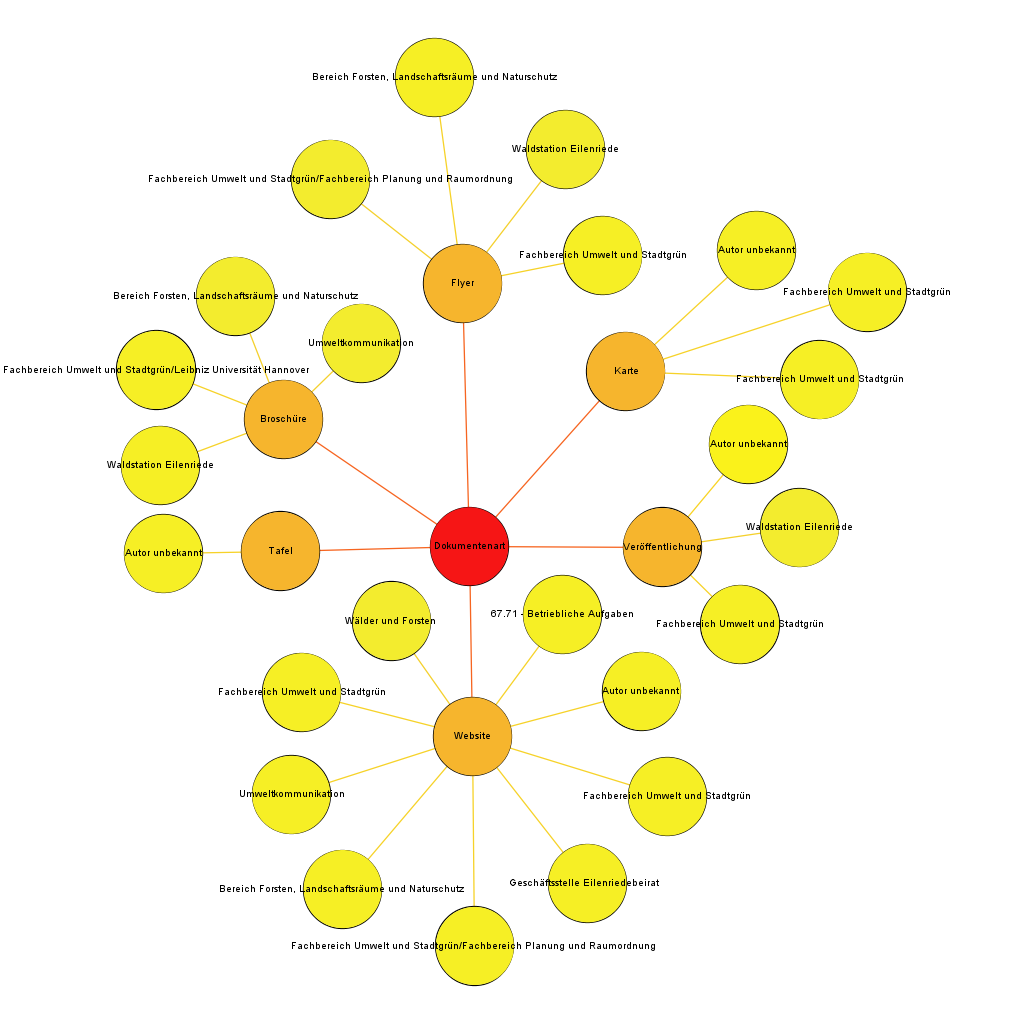 Bereich Forsten, Landschaftsräume und Naturschutz
Waldstation Eilenriede
Fachbereich Umwelt und Stadtgrün/Fachbereich Planung und Raumordnung
Autor unbekannt
Fachbereich Umwelt und Stadtgrün
Flyer
Fachbereich Umwelt und Stadtgrün
Bereich Forsten, Landschaftsräume und Naturschutz
Umweltkommunikation
Fachbereich Umwelt und Stadtgrün/Leibniz Universität Hannover
Karte
Fachbereich Umwelt und Stadtgrün
Broschüre
Autor unbekannt
Waldstation Eilenriede
Waldstation Eilenriede
Dokumentenart
Veröffentlichung
Tafel
Autor unbekannt
67.71 - Betriebliche Aufgaben
Wälder und Forsten
Fachbereich Umwelt und Stadtgrün
Fachbereich Umwelt und Stadtgrün
Autor unbekannt
Website
Umweltkommunikation
Fachbereich Umwelt und Stadtgrün
Geschäftsstelle Eilenriedebeirat
Bereich Forsten, Landschaftsräume und Naturschutz
Fachbereich Umwelt und Stadtgrün/Fachbereich Planung und Raumordnung